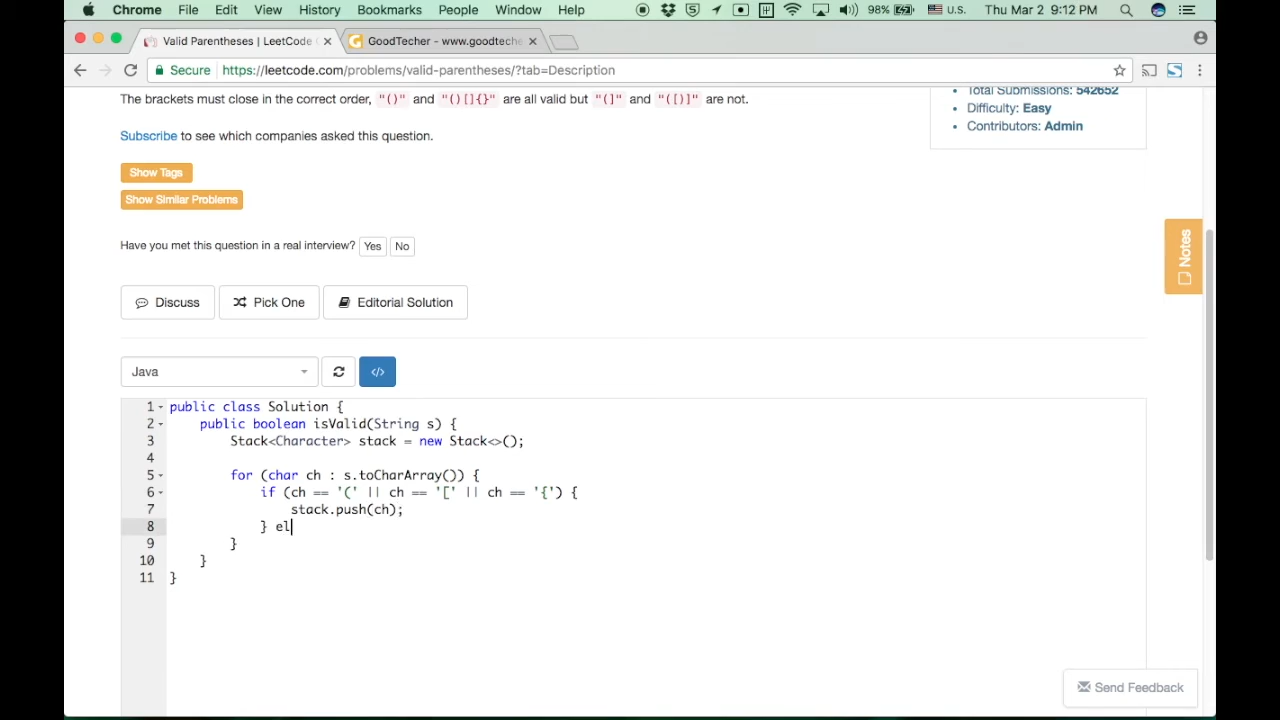 Chrome File Edit View History Bookmarks People Window Help 98% U.S. Thu Mar 2 9:12 PM
Valid Parentheses | LeetCode GoodTecher - www.goodteche
Secure https://leetcode.com/problems/valid-parentheses/?tab=Description
The brackets must close in the correct order, "()" and "()[]{}" are all valid but "(]" and "([)]" are not.
Total Submissions: 542652
Difficulty: Easy
Contributors: Admin
Subscribe to see which companies asked this question.
Show Tags
Show Similar Problems
Notes
Have you met this question in a real interview? Yes No
Discuss Pick One Editorial Solution
Java </>
1 public class Solution {
2 public boolean isValid(String s) {
3 Stack<Character> stack = new Stack<>();
4
5 for (char ch : s.toCharArray()) {
6 if (ch == '(' || ch == '[' || ch == '{') {
7 stack.push(ch);
8 } el
9 }
10 }
11 }
Send Feedback